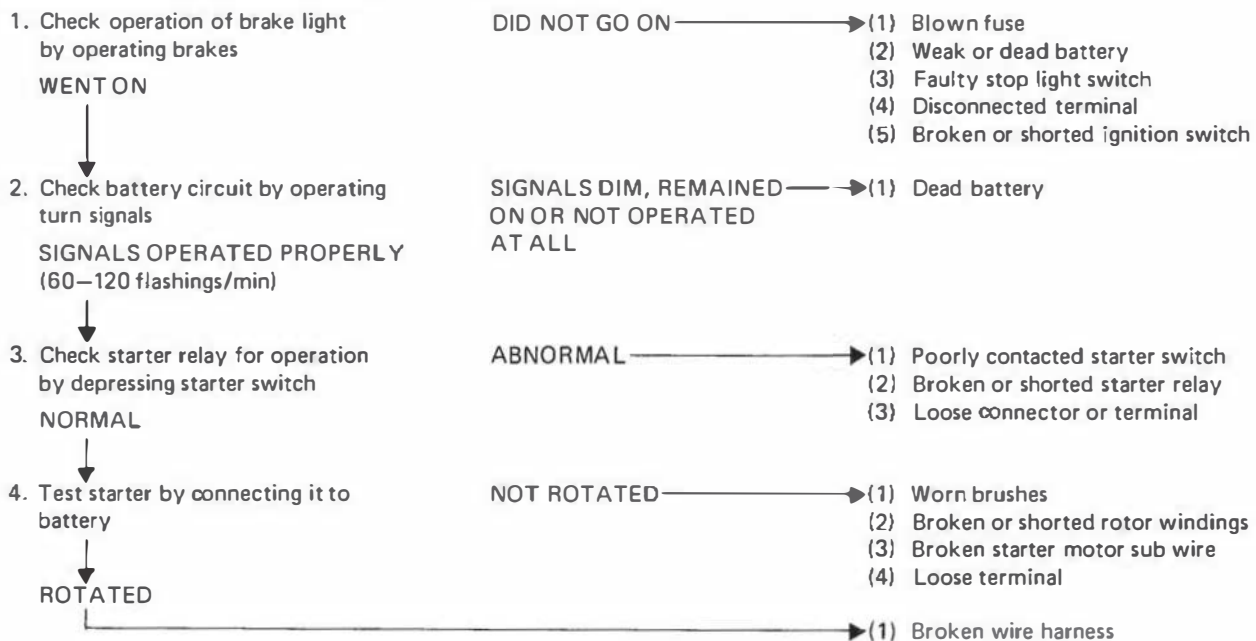 1. Check operation of brake light
by operating brakes
WENT ON
DID NOT GO ON
(1) Blown fuse
(2) Weak or dead battery
(3) Faulty stop light switch
(4) Disconnected terminal
(5) Broken or shorted ignition switch
2. Check battery circuit by operating
turn signals
SIGNALS OPERATED PROPERLY
(60–120 flashings/min)
SIGNALS DIM, REMAINED
ON OR NOT OPERATED
AT ALL
(1) Dead battery
3. Check starter relay for operation
by depressing starter switch
NORMAL
ABNORMAL
(1) Poorly contacted starter switch
(2) Broken or shorted starter relay
(3) Loose connector or terminal
4. Test starter by connecting it to
battery
ROTATED
NOT ROTATED
(1) Worn brushes
(2) Broken or shorted rotor windings
(3) Broken starter motor sub wire
(4) Loose terminal
(1) Broken wire harness